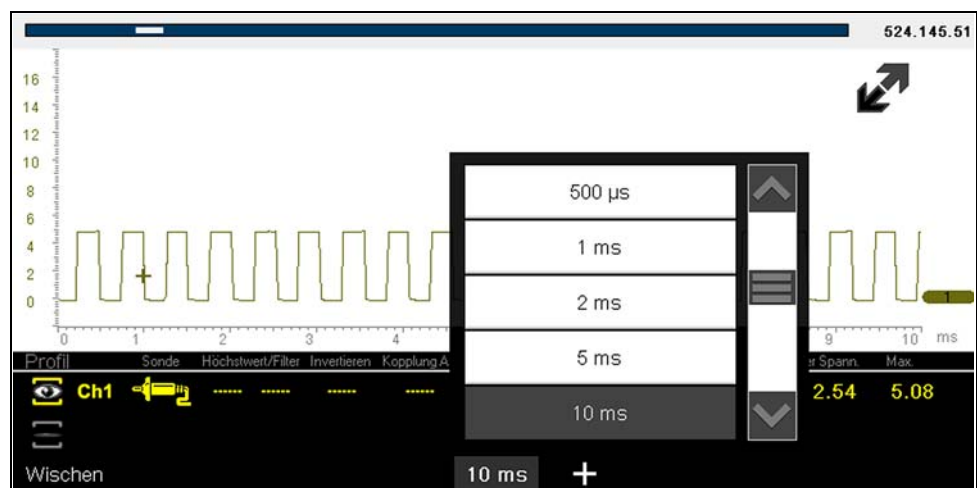 524.145.51
16
14
12
10
8
6
4
2
0
500 µs
1 ms
2 ms
5 ms
10 ms
1
0 1 2 3 4 9 10 ms
Profil Sonde Höchstwert/Filter Invertieren Kopplung A Spann. Max.
Ch1 ------ ------ ------ ------ 2.54 5.08
Wischen 10 ms +